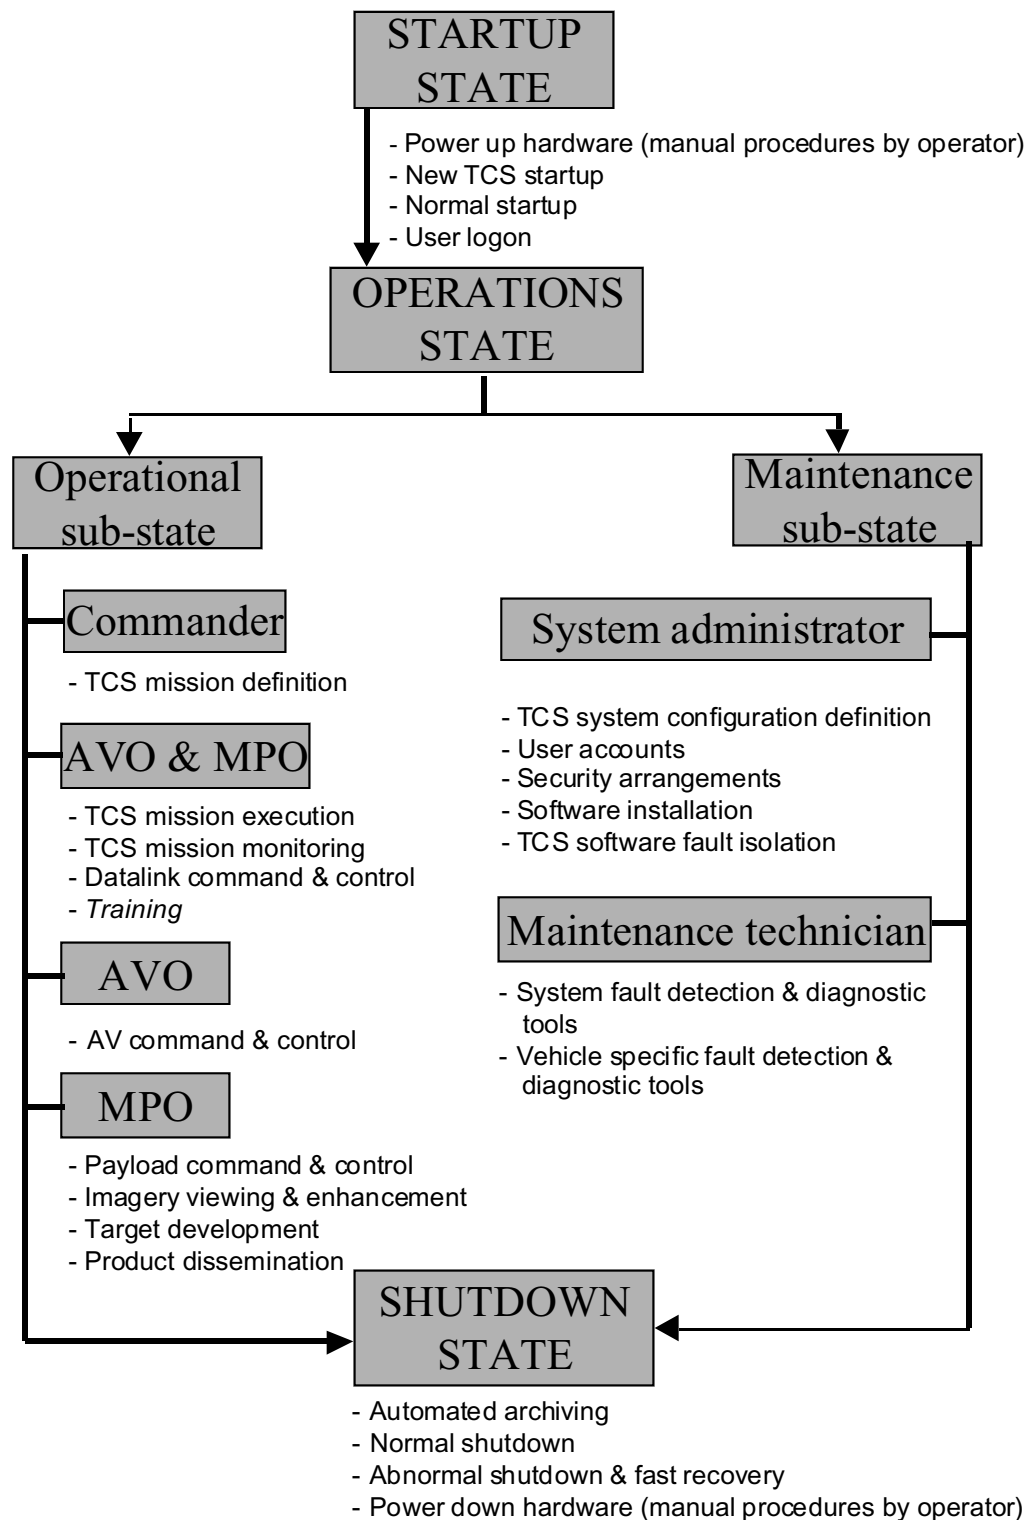 STARTUP
STATE
- Power up hardware (manual procedures by operator)
- New TCS startup
- Normal startup
- User logon
OPERATIONS
STATE
Operational
sub-state
Maintenance
sub-state
Commander
- TCS mission definition
AVO & MPO
- TCS mission execution
- TCS mission monitoring
- Datalink command & control
- Training
AVO
- AV command & control
MPO
- Payload command & control
- Imagery viewing & enhancement
- Target development
- Product dissemination
System administrator
- TCS system configuration definition
- User accounts
- Security arrangements
- Software installation
- TCS software fault isolation
Maintenance technician
- System fault detection & diagnostic
tools
- Vehicle specific fault detection &
diagnostic tools
SHUTDOWN
STATE
- Automated archiving
- Normal shutdown
- Abnormal shutdown & fast recovery
- Power down hardware (manual procedures by operator)